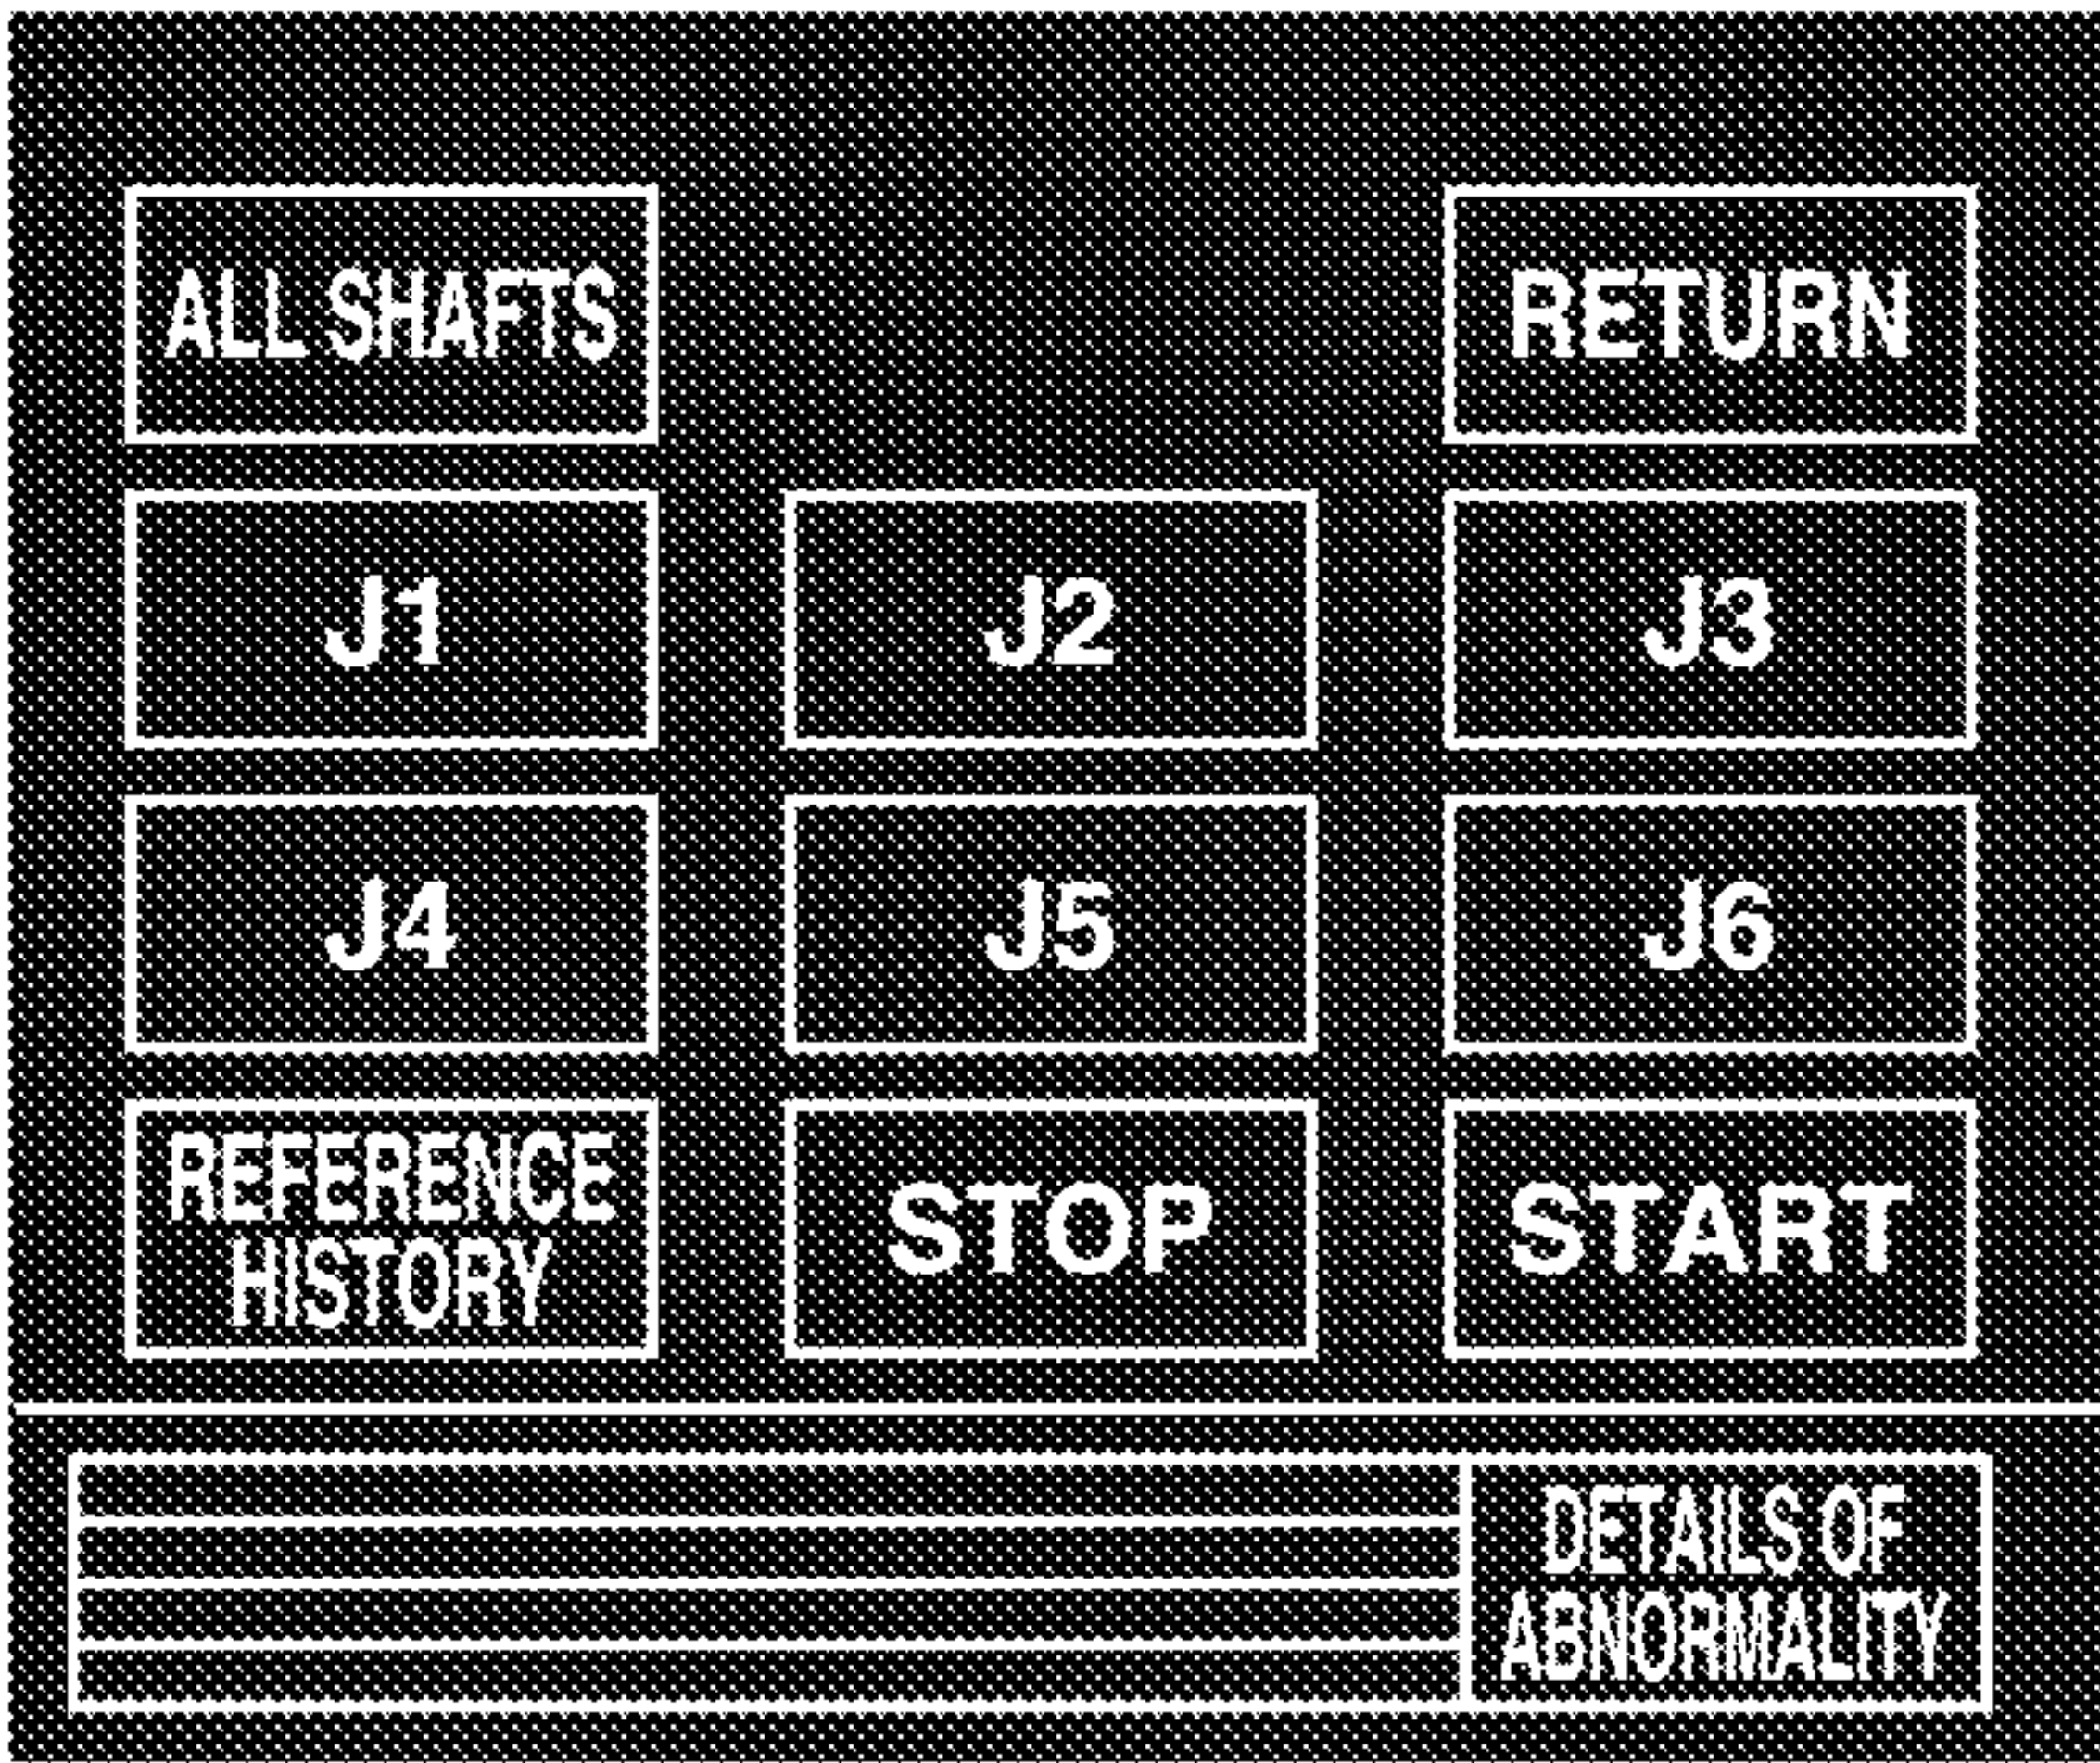 ALL SHAFTS
RETURN
J1
J2
J3
J4
J5
J6
REFERENCE
HISTORY
STOP
START
DETAILS OF
ABNORMALITY